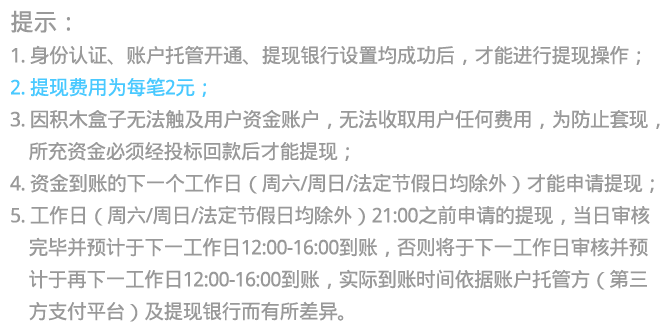 提示：
1. 身份认证、账户托管开通、提现银行设置均成功后，才能进行提现操作；
2. 提现费用为每笔2元；
3. 因积木盒子无法触及用户资金账户，无法收取用户任何费用，为防止套现，
所充资金必须经投标回款后才能提现；
4. 资金到账的下一个工作日（周六/周日/法定节假日均除外）才能申请提现；
5. 工作日（周六/周日/法定节假日均除外）21:00之前申请的提现，当日审核
完毕并预计于下一工作日12:00-16:00到账，否则将于下一工作日审核并预
计于再下一工作日12:00-16:00到账，实际到账时间依据账户托管方（第三
方支付平台）及提现银行而有所差异。